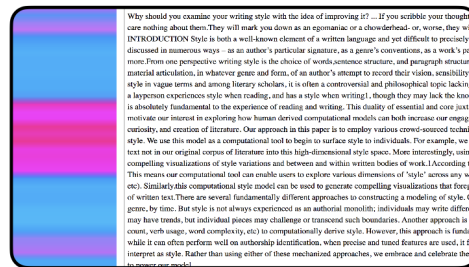 Why should you examine your writing style with the idea of improving it? ... If you scribble your though
care nothing about them.They will mark you down as an egomaniac or a chowderhead- or, worse, they wi
INTRODUCTION Style is both a well-known element of a written language and yet difficult to precisely
discussed in numerous ways – as an author's particular signature, as a genre's conventions, as a work's p
more.From one perspective writing style is the choice of words,sentence structure, and paragraph structur
material articulation, in whatever genre and form, of an author's attempt to record their vision, sensibility
style in vague terms and among literary scholars, it is often a controversial and philosophical topic lackin
a layperson experiences style when reading, and has a style when writing1, though they may lack the know
is absolutely fundamental to the experience of reading and writing. This duality of essential and core juxt
motivate our interest in exploring how human derived computational models can both increase our engag
curiosity, and creation of literature. Our approach in this paper is to employ various crowd-sourced techni
style. We use this model as a computational tool to begin to surface style to individuals. For example, we
text not in our original corpus of literature into this high-dimensional style space. More interestingly, usin
compelling visualizations of style variations and between and within written bodies of work.1According t
This means our computational tool can enable users to explore various dimensions of 'style' across any w
etc). Similarly,this computational style model can be used to generate compelling visualizations that foreg
of written text.There are several fundamentally different approaches to constructing a modeling of style. O
genre, by time. But style is not always experienced as an authorial monolith; individuals may write differe
may have trends, but individual pieces may challenge or transcend such boundaries. Another approach is
count, verb usage, word complexity, etc) to computationally derive style. However, this approach is funda
while it can often perform well on authorship identification, when precise and tuned features are used, it f
interpret as style. Rather than using either of these mechanized approaches, we embrace and celebrate the
to power our model